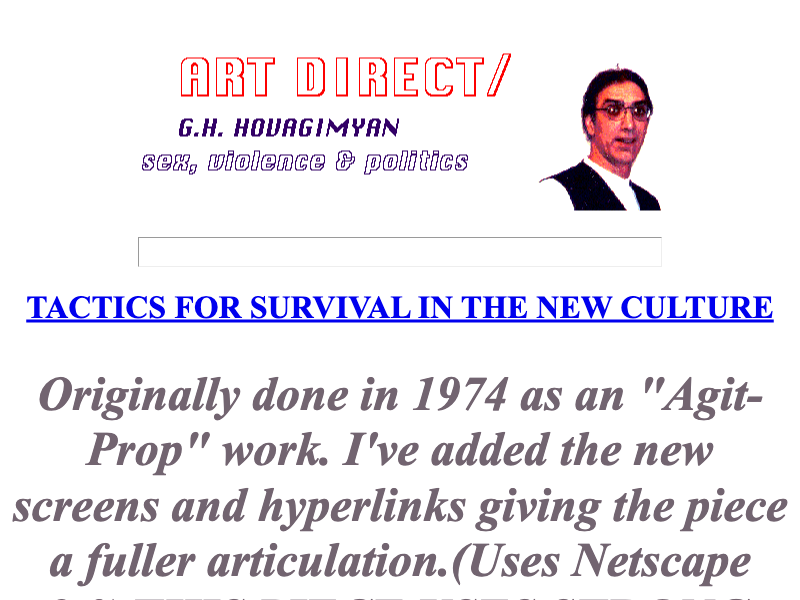 ART DIRECT/
G.H. HOVAGIMYAN
sex, violence & politics
TACTICS FOR SURVIVAL IN THE NEW CULTURE
Originally done in 1974 as an "Agit-
Prop" work. I've added the new
screens and hyperlinks giving the piece
a fuller articulation.(Uses Netscape